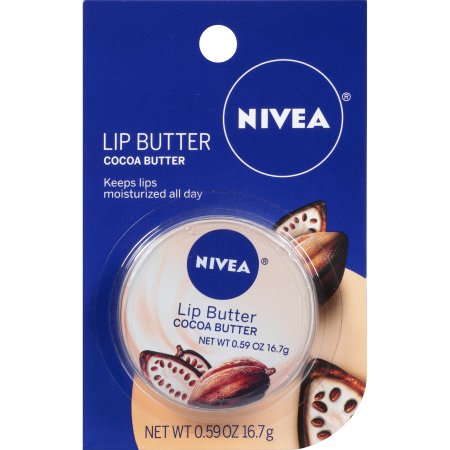 NIVEA®
LIP BUTTER
COCOA BUTTER
Keeps lips
moisturized all day
NIVEA®
Lip Butter
COCOA BUTTER
NET WT 0.59 OZ 16.7g
NET WT 0.59 OZ 16.7 g